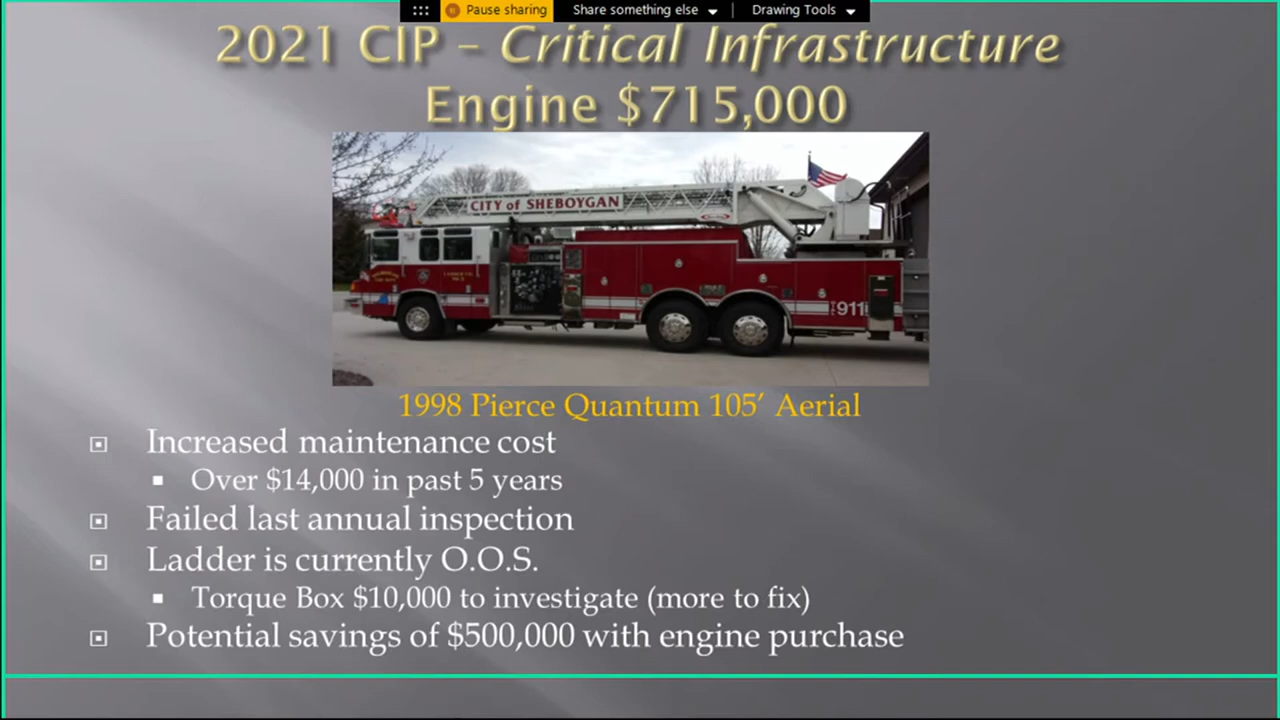 Pause sharing Share something else Drawing Tools
2021 CIP – Critical Infrastructure
Engine $715,000
CITY of SHEBOYGAN
911
1998 Pierce Quantum 105’ Aerial
Increased maintenance cost
Over $14,000 in past 5 years
Failed last annual inspection
Ladder is currently O.O.S.
Torque Box $10,000 to investigate (more to fix)
Potential savings of $500,000 with engine purchase